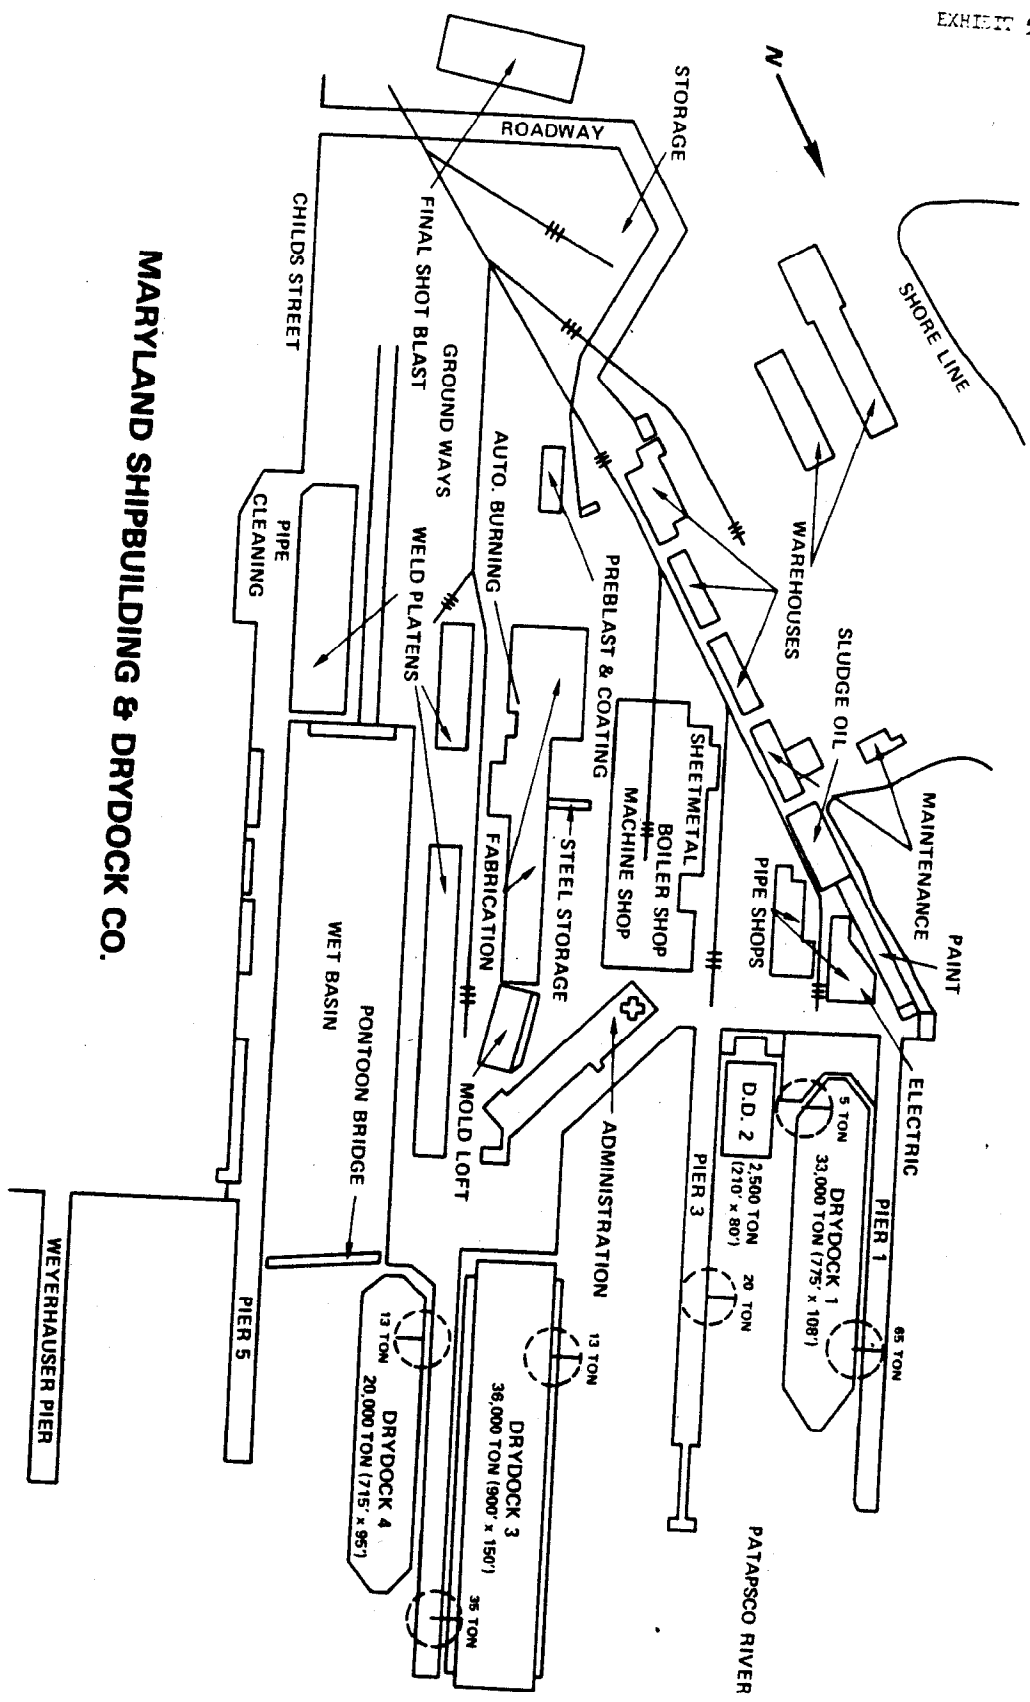 EXHIBIT
N
STORAGE
ROADWAY
SHORE LINE
FINAL SHOT BLAST
CHILDS STREET
GROUND WAYS
AUTO. BURNING
WAREHOUSES
PREBLAST & COATING
WELD PLATENS
PIPE
CLEANING
SLUDGE OIL
MAINTENANCE
SHEETMETAL
BOILER SHOP
MACHINE SHOP
PIPE SHOPS
PAINT
STEEL STORAGE
FABRICATION
WET BASIN
PONTOON BRIDGE
MOLD LOFT
ADMINISTRATION
ELECTRIC
PIER 1
5 TON
DRYDOCK 1
33,000 TON (775' x 108')
65 TON
D.D. 2
2,500 TON
(210' x 80')
PIER 3
20 TON
13 TON
DRYDOCK 3
36,000 TON (900' x 150')
13 TON
DRYDOCK 4
20,000 TON (715' x 95')
35 TON
PIER 5
WEYERHAUSER PIER
PATAPSCO RIVER
MARYLAND SHIPBUILDING & DRYDOCK CO.